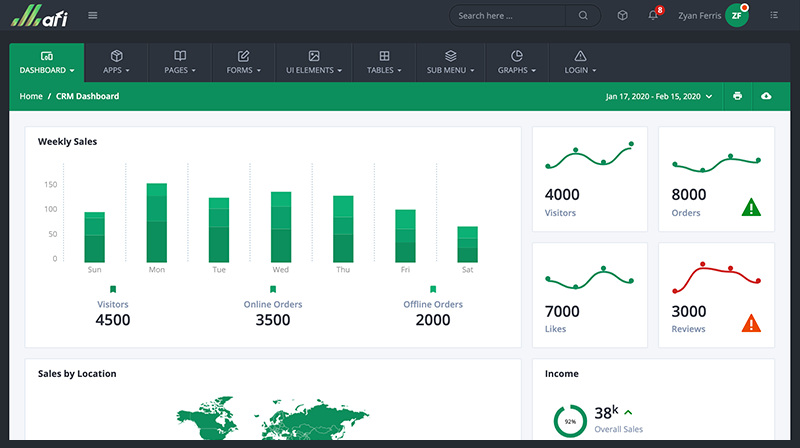 afi
Search here ...
8
Zyan Ferris
ZF
DASHBOARD
APPS
PAGES
FORMS
UI ELEMENTS
TABLES
SUB MENU
GRAPHS
LOGIN
Home / CRM Dashboard
Jan 17, 2020 - Feb 15, 2020
Weekly Sales
150
100
50
0
Sun Mon Tue Wed Thu Fri Sat
Visitors Online Orders Offline Orders
4500 3500 2000
4000
Visitors
8000
Orders
7000
Likes
3000
Reviews
Sales by Location
Income
92%
38k
Overall Sales